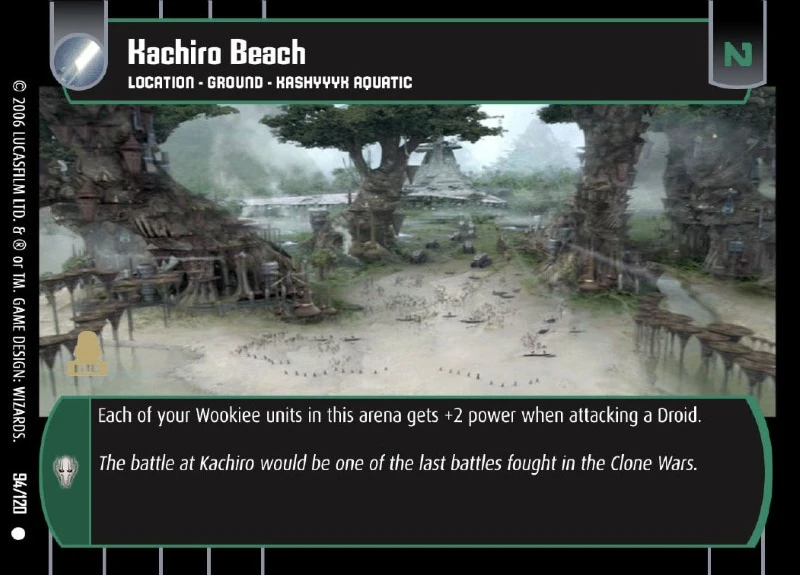 Kachiro Beach
LOCATION - GROUND - KASHYYYK AQUATIC
N
Each of your Wookiee units in this arena gets +2 power when attacking a Droid.
The battle at Kachiro would be one of the last battles fought in the Clone Wars.
© 2006 LUCASFILM LTD. & ® or TM. GAME DESIGN: WIZARDS. 94/120